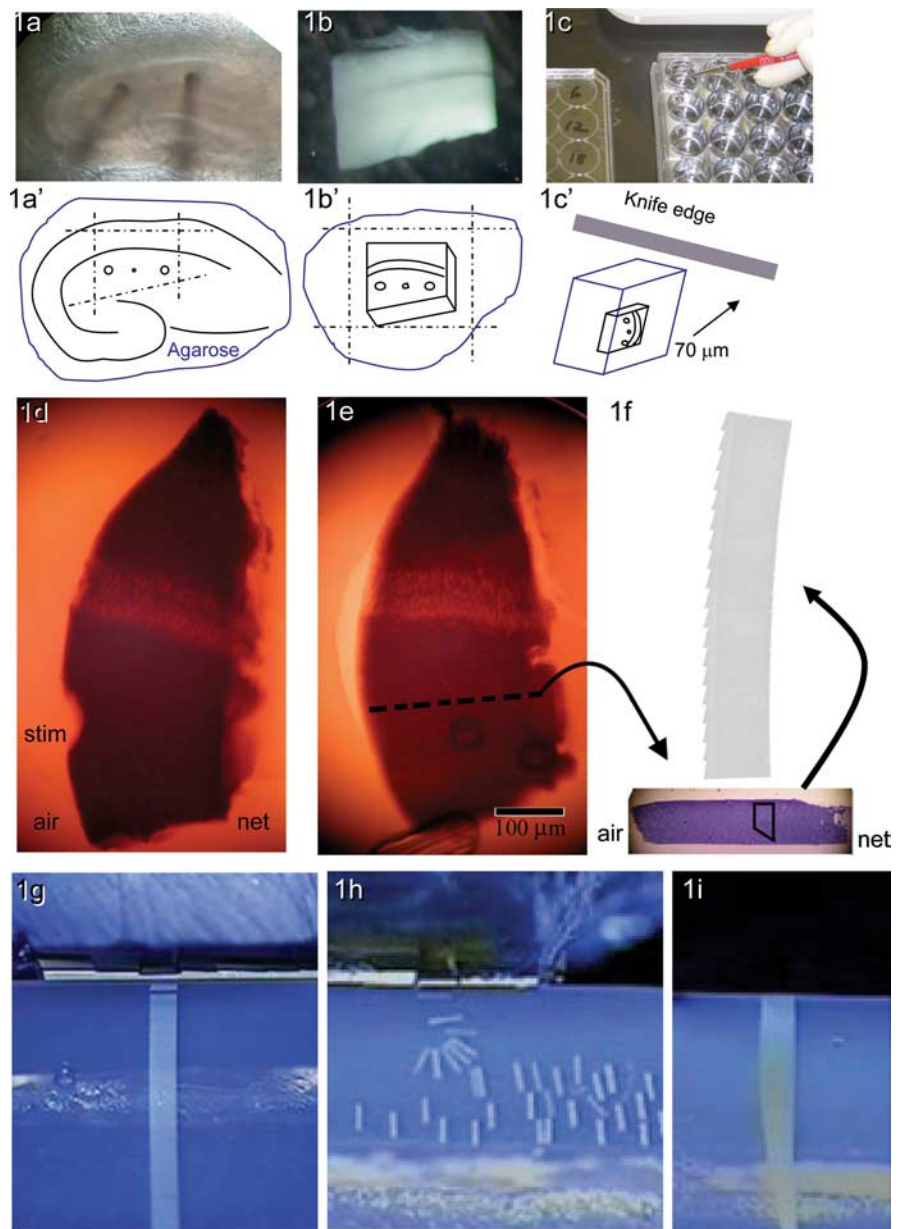 1a
1b
1c
6
12
18
1a’
Agarose
1b’
1c’
Knife edge
70 μm
1d
stim
air
net
1e
100 μm
1f
air
net
1g
1h
1i